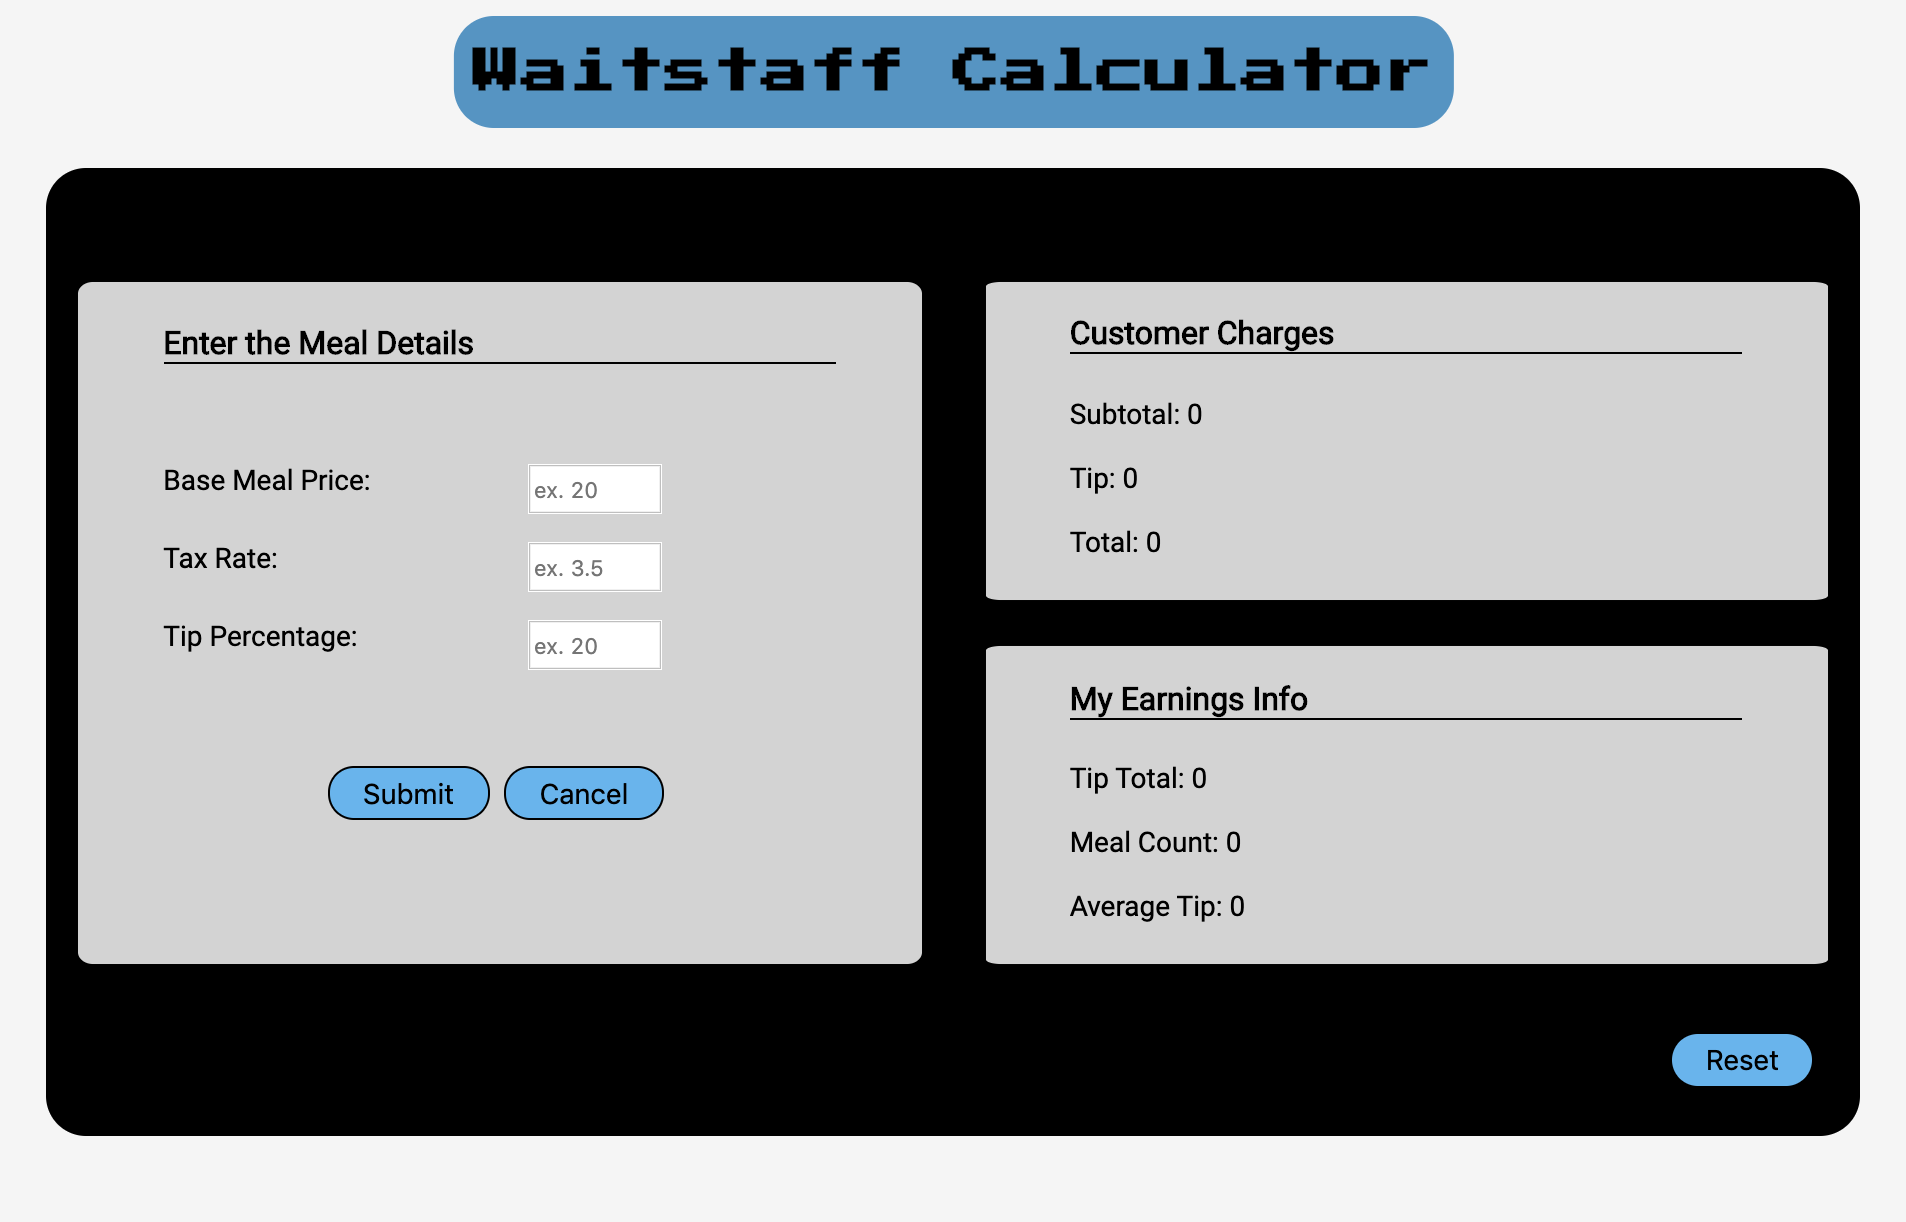 Waitstaff Calculator
Enter the Meal Details
Base Meal Price:
ex. 20
Tax Rate:
ex. 3.5
Tip Percentage:
ex. 20
Submit
Cancel
Customer Charges
Subtotal: 0
Tip: 0
Total: 0
My Earnings Info
Tip Total: 0
Meal Count: 0
Average Tip: 0
Reset